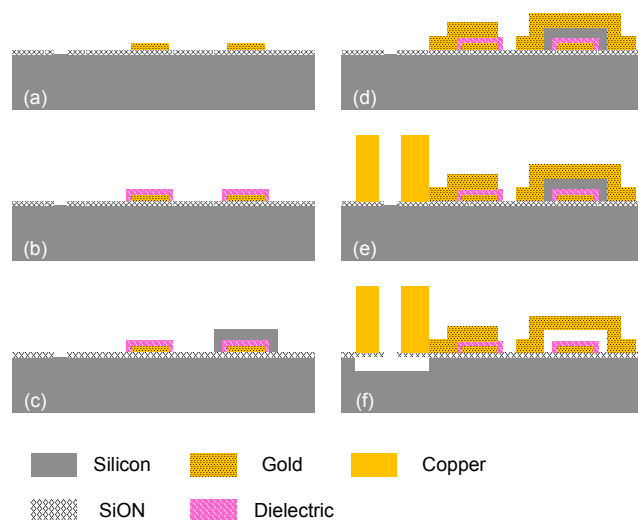 (a)
(d)
(b)
(e)
(c)
(f)
Silicon Gold Copper
SiON Dielectric